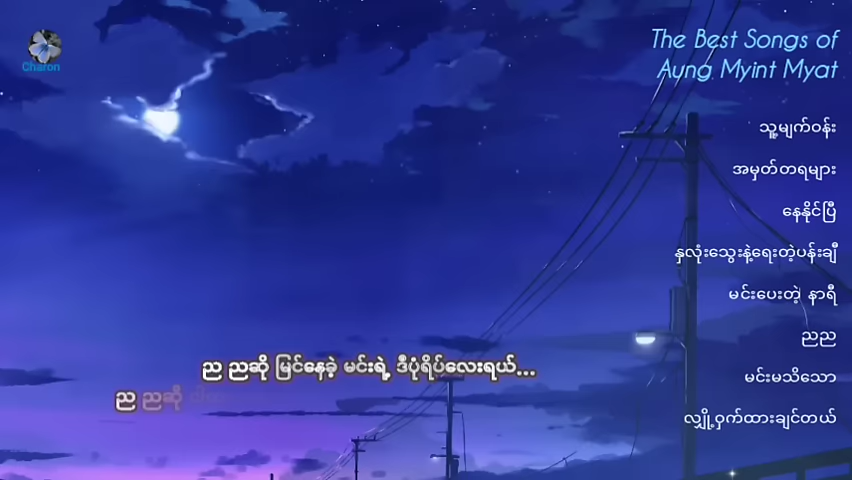 Charon
The Best Songs of
Aung Myint Myat
သူ့မျက်ဝန်း
အမှတ်တရများ
နေနိုင်ပြီ
နှလုံးသွေးနဲ့ရေးတဲ့ပန်းချီ
မင်းပေးတဲ့ နာရီ
ညည
မင်းမသိသော
လျှို့ဝှက်ထားချင်တယ်
ည ညဆို မြင်နေခဲ့ မင်းရဲ့ ဒီပုံရိပ်လေးရယ်...
ည ညဆို